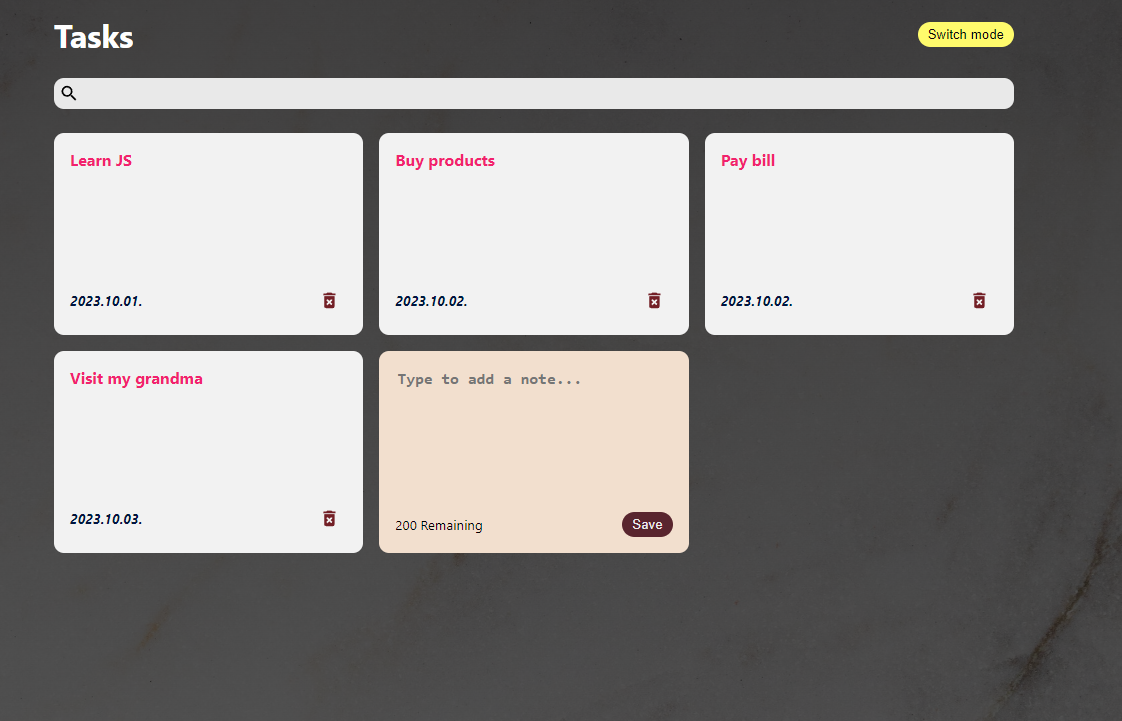 Tasks
Switch mode
Learn JS
Buy products
Pay bill
2023.10.01.
2023.10.02.
2023.10.02.
Visit my grandma
Type to add a note...
2023.10.03.
200 Remaining
Save